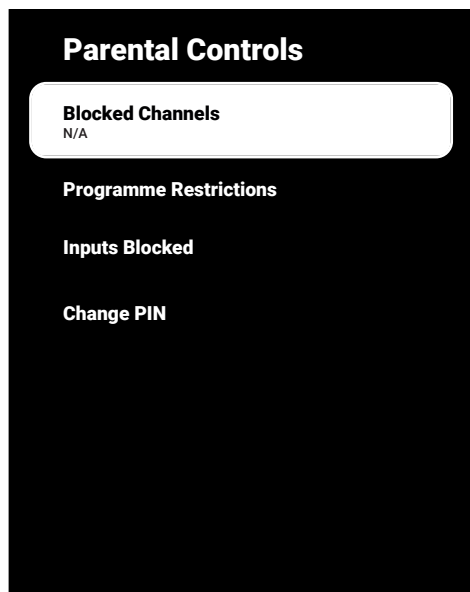 Parental Controls
Blocked Channels
N/A
Programme Restrictions
Inputs Blocked
Change PIN